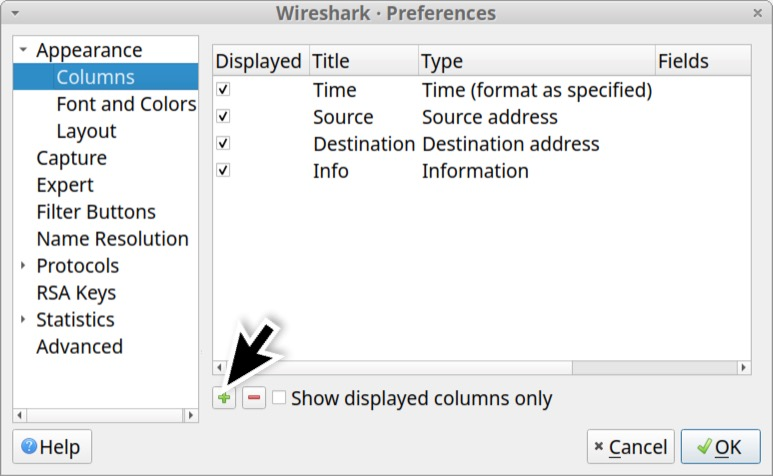 Wireshark · Preferences
Appearance
Columns
Font and Colors
Layout
Capture
Expert
Filter Buttons
Name Resolution
Protocols
RSA Keys
Statistics
Advanced
Displayed Title Type Fields
Time Time (format as specified)
Source Source address
Destination Destination address
Info Information
Show displayed columns only
Help
Cancel
OK